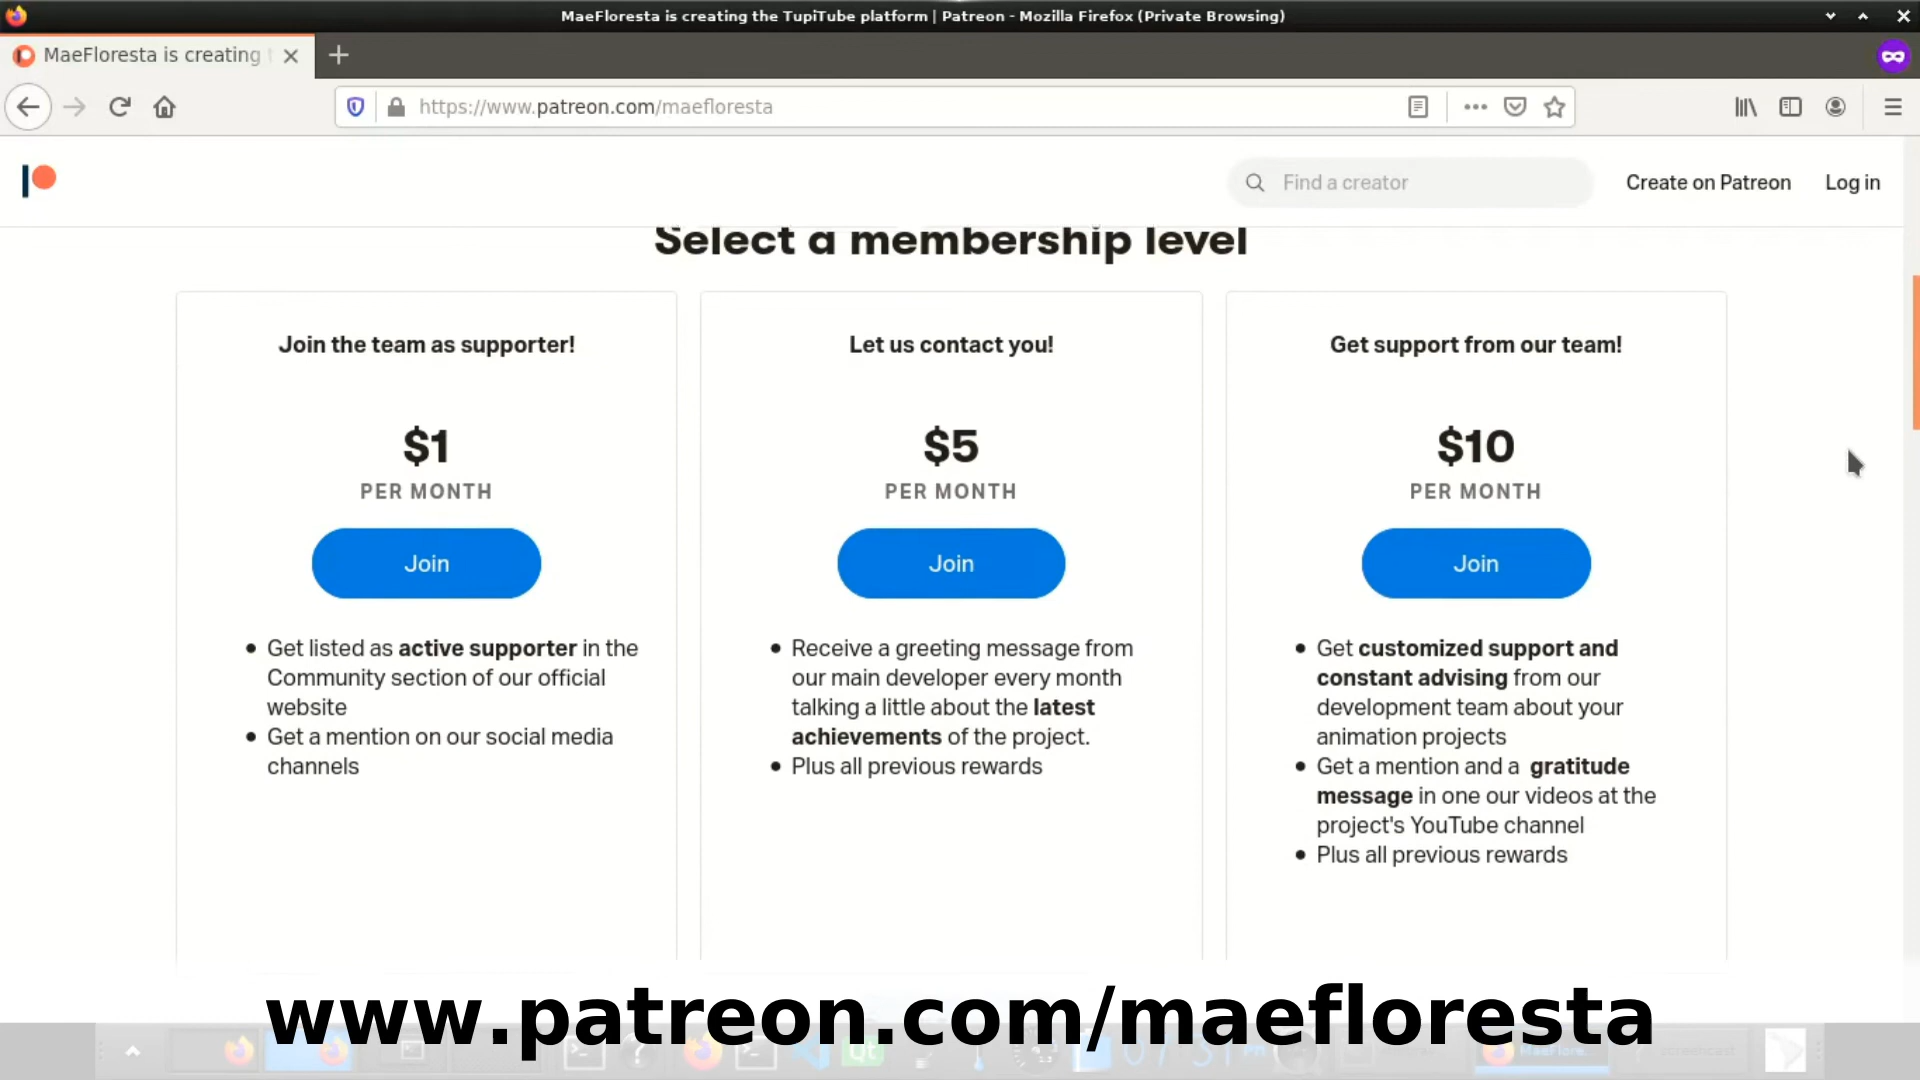 MaeFloresta is creating the TupiTube platform | Patreon - Mozilla Firefox (Private Browsing)
MaeFloresta is creating
https://www.patreon.com/maefloresta
Find a creator
Create on Patreon
Log in
Select a membership level
Join the team as supporter!
$1
PER MONTH
Join
• Get listed as active supporter in the
Community section of our official
website
• Get a mention on our social media
channels
Let us contact you!
$5
PER MONTH
Join
• Receive a greeting message from
our main developer every month
talking a little about the latest
achievements of the project.
• Plus all previous rewards
Get support from our team!
$10
PER MONTH
Join
• Get customized support and
constant advising from our
development team about your
animation projects
• Get a mention and a gratitude
message in one our videos at the
project's YouTube channel
• Plus all previous rewards
www.patreon.com/maefloresta